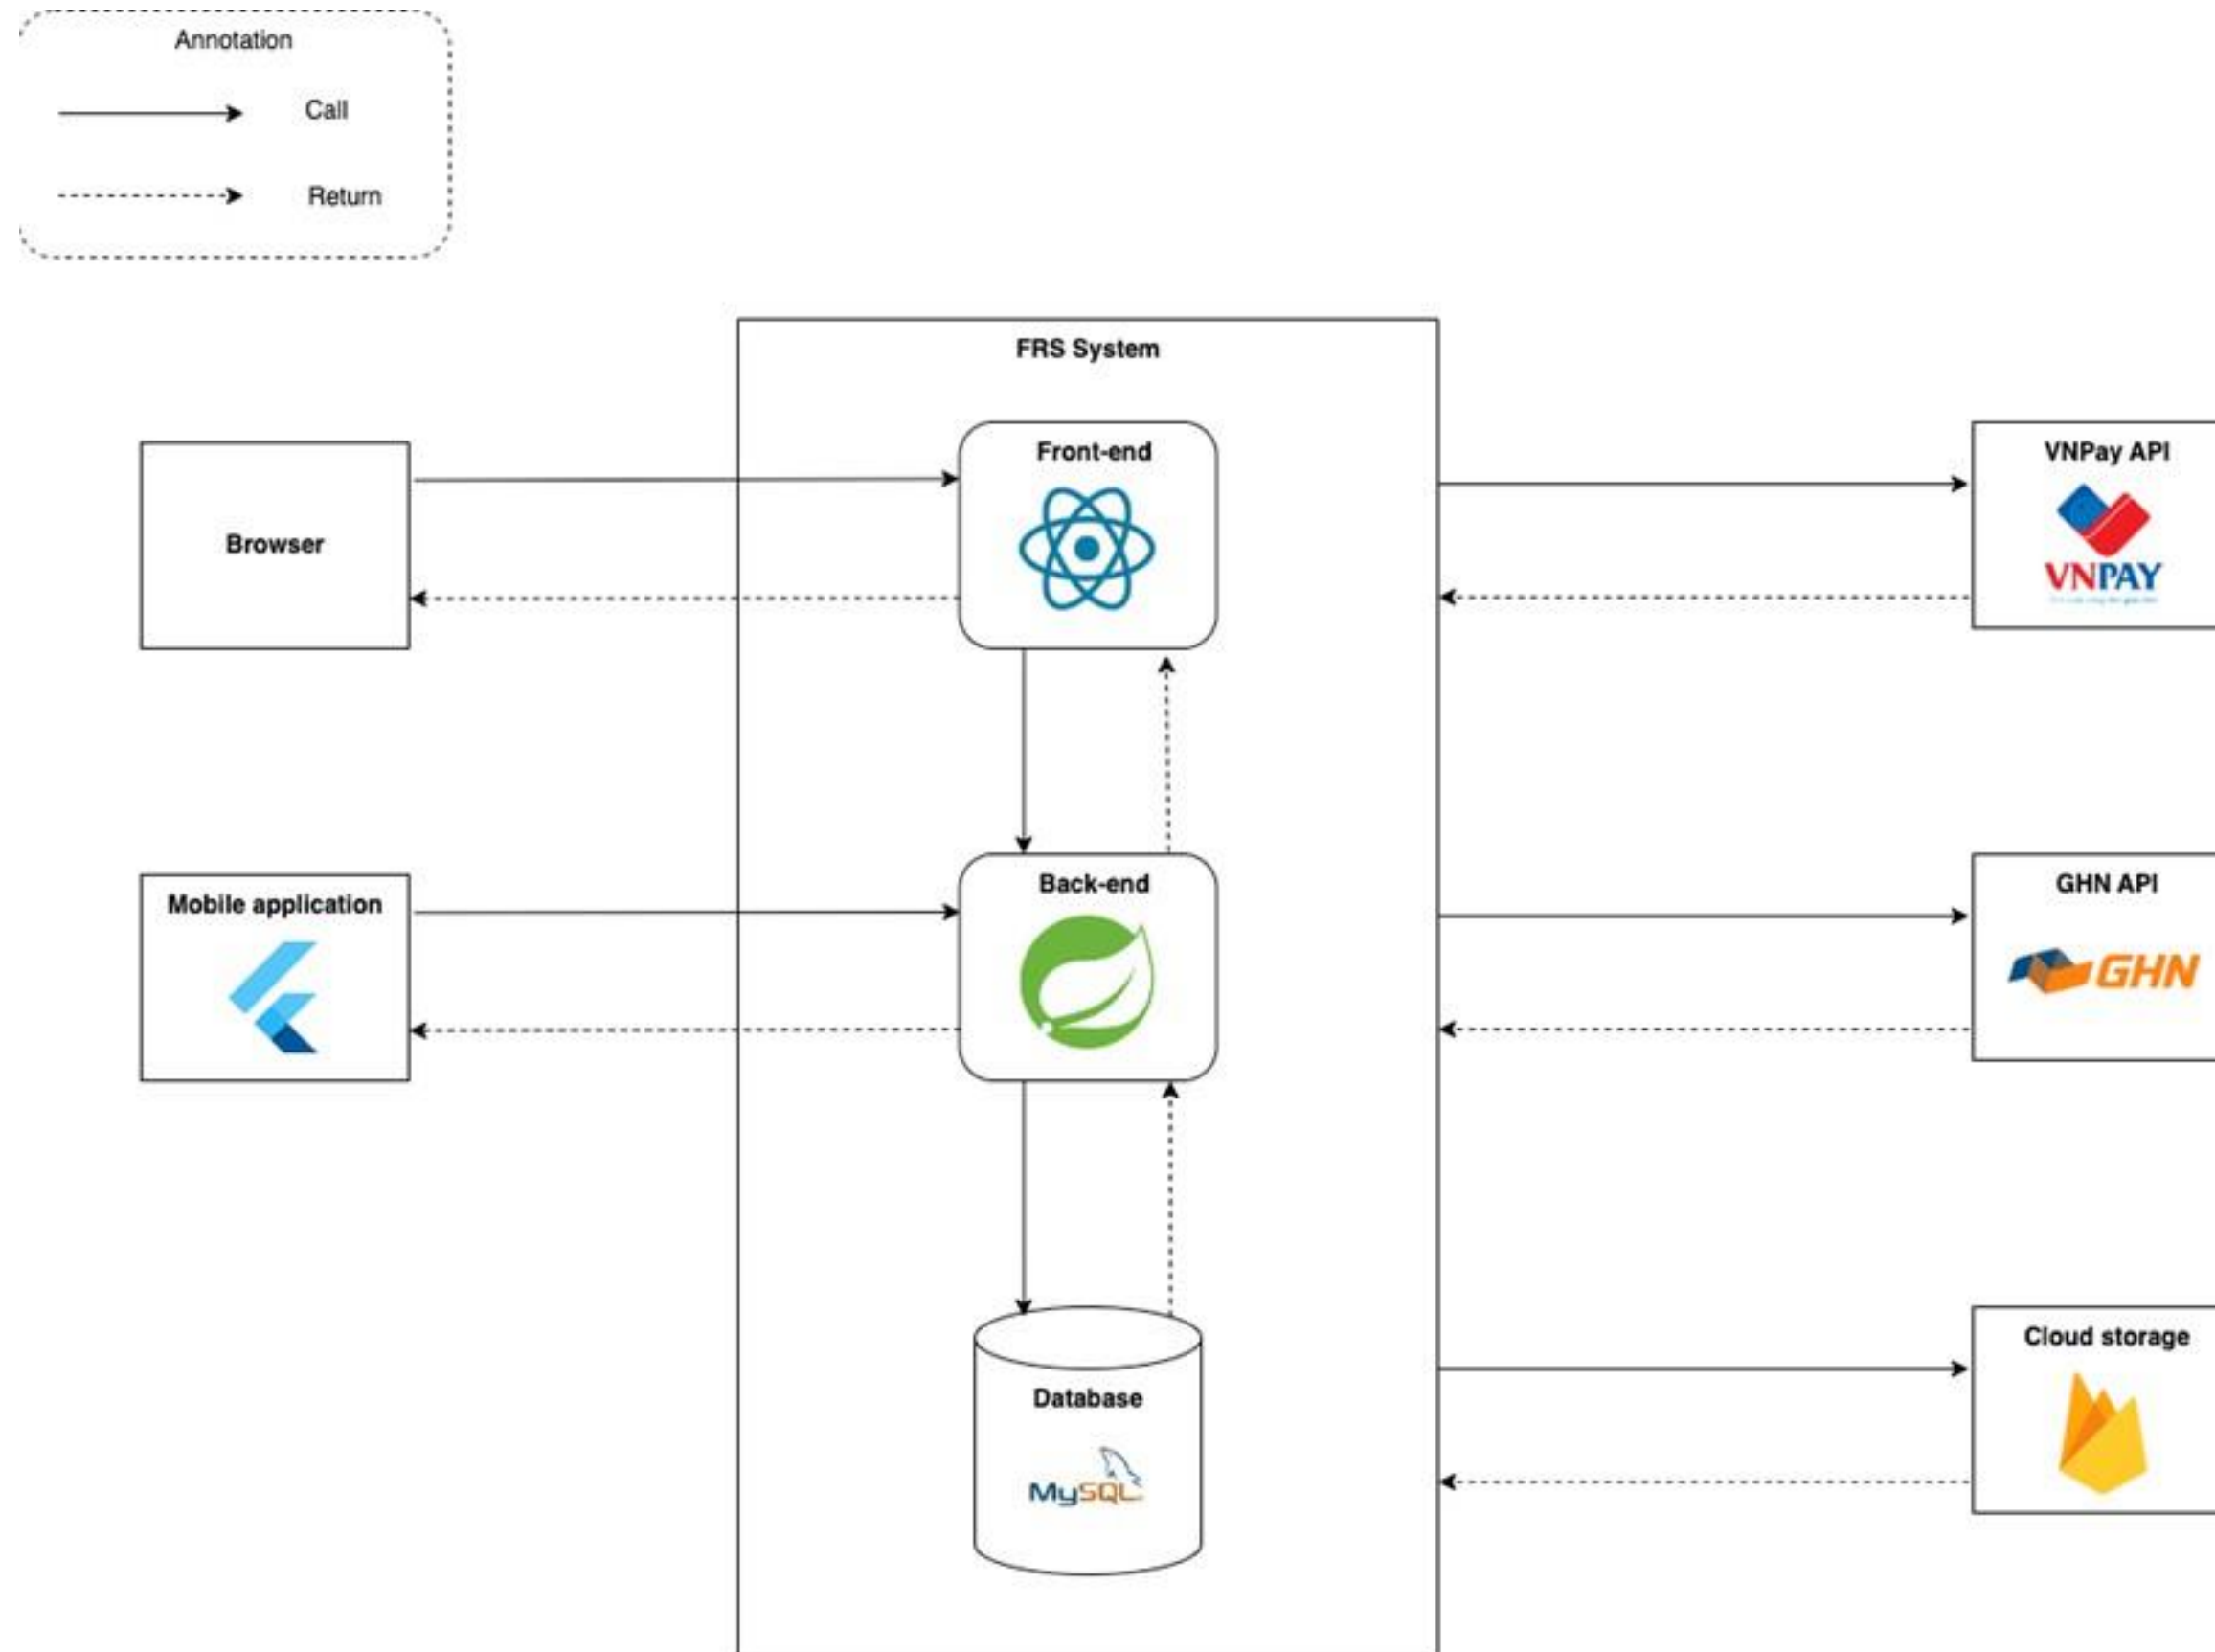 Annotation
Call
Return
FRS System
Front-end
VNPay API
VNPAY
Browser
Back-end
GHN API
GHN
Mobile application
Cloud storage
Database
MySQL